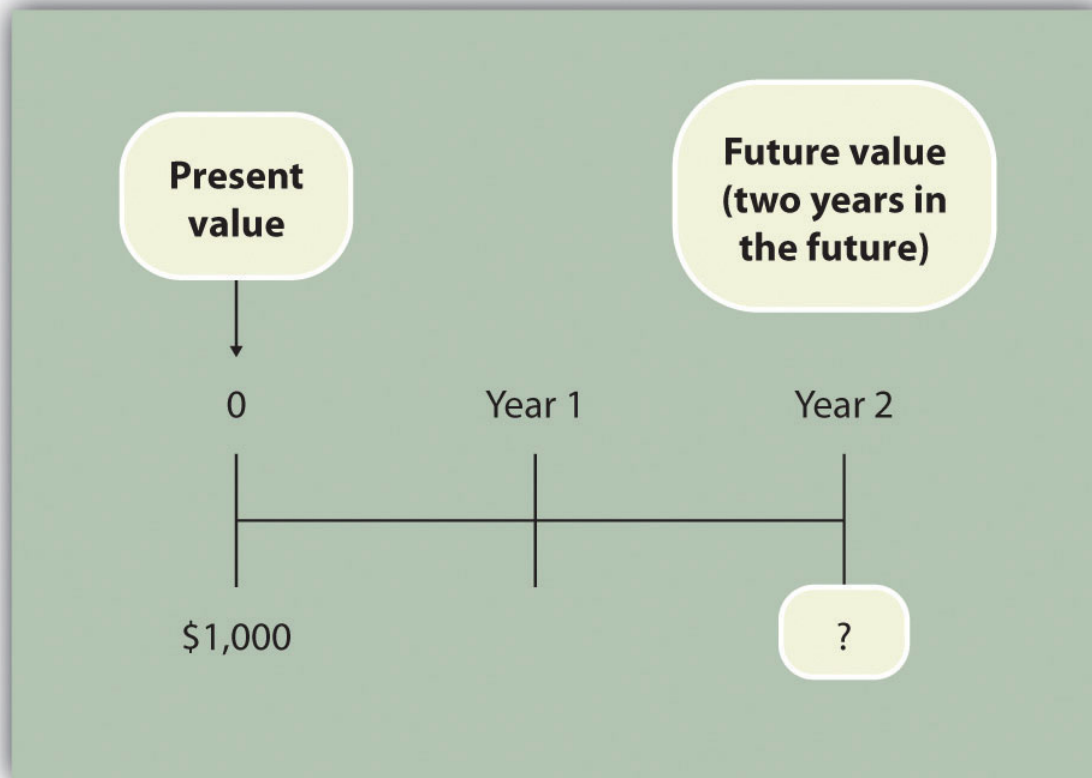 Present
value
Future value
(two years in
the future)
0
Year 1
Year 2
$1,000
?